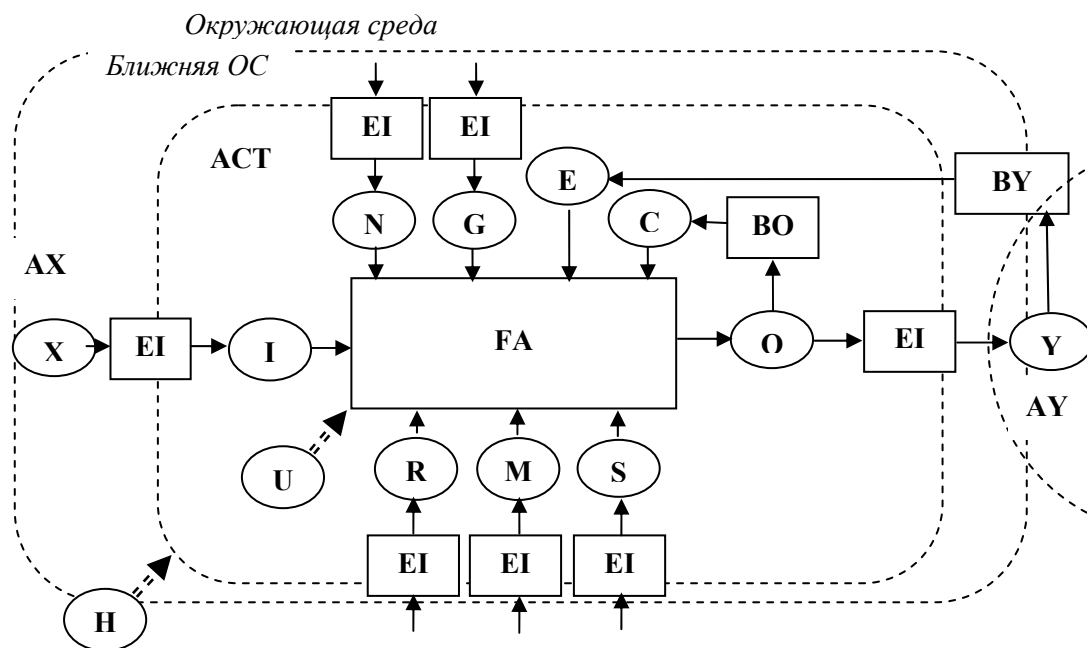 Окружающая среда
Ближняя ОС
EI EI
ACT
E
BY
N G C BO
AX
X EI I FA O EI Y
AY
U R M S
EI EI EI
H